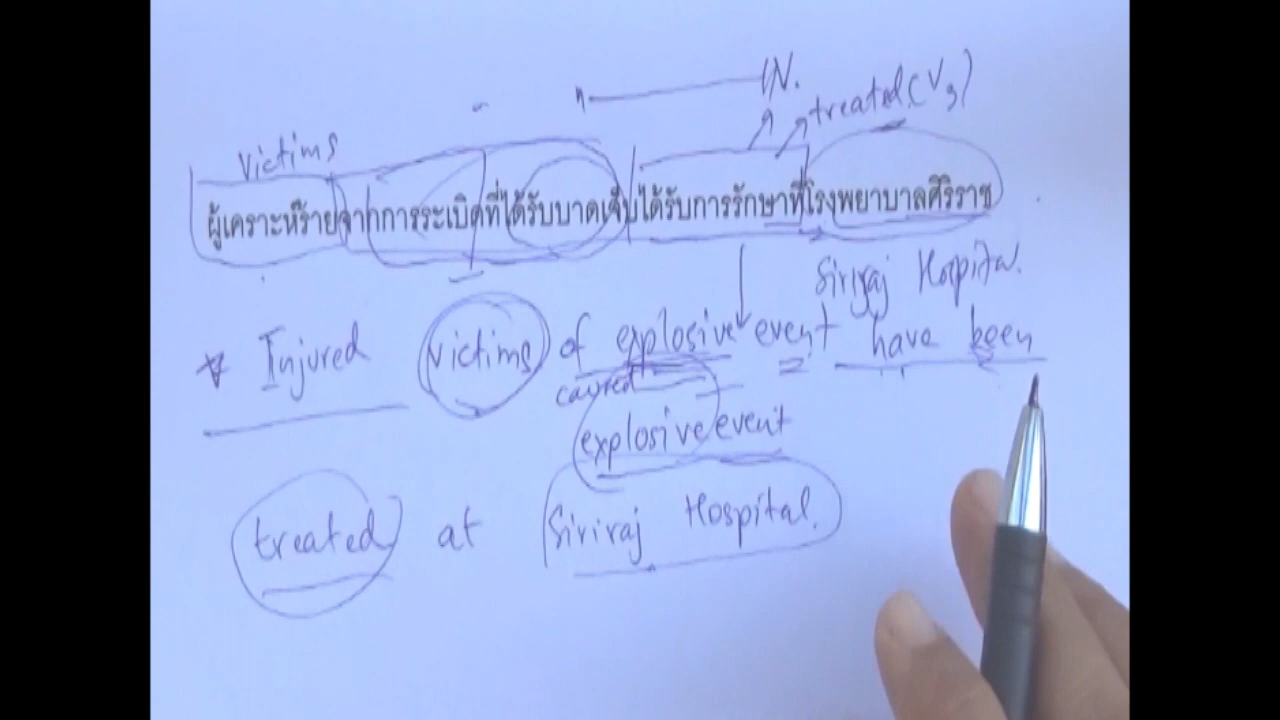 IN.
treated (V3)
Victims
ผู้เคราะห์ร้ายจากการระเบิดที่ได้รับบาดเจ็บได้รับการรักษาที่โรงพยาบาลศิริราช
Siriraj Hospital.
Injured victims of explosive event have been
caused
explosive event
treated at Siriraj Hospital.